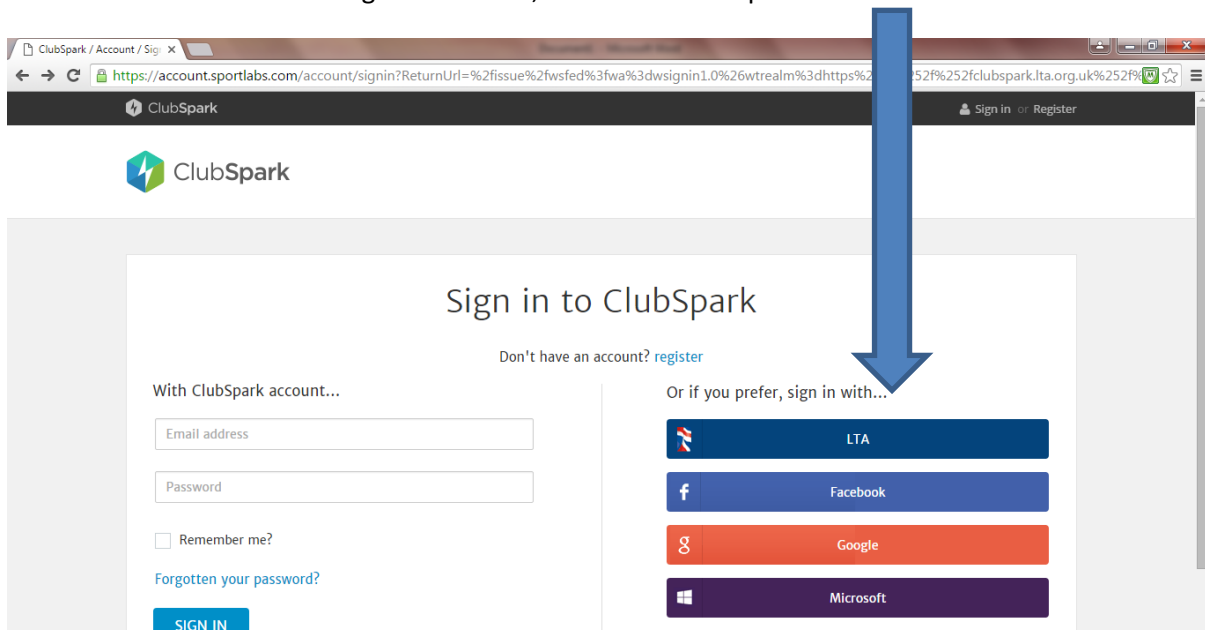 ClubSpark / Account / Sig
https://account.sportlabs.com/account/signin?ReturnUrl=%2fissue%2fwsfed%3fwa%3dwsignin1.0%26wtrealm%3dhttps%2 52f%252fclubspark.lta.org.uk%252f%
ClubSpark
Sign in or Register
ClubSpark
Sign in to ClubSpark
Don't have an account? register
With ClubSpark account...
Email address
Password
Remember me?
Forgotten your password?
SIGN IN
Or if you prefer, sign in with...
LTA
Facebook
Google
Microsoft